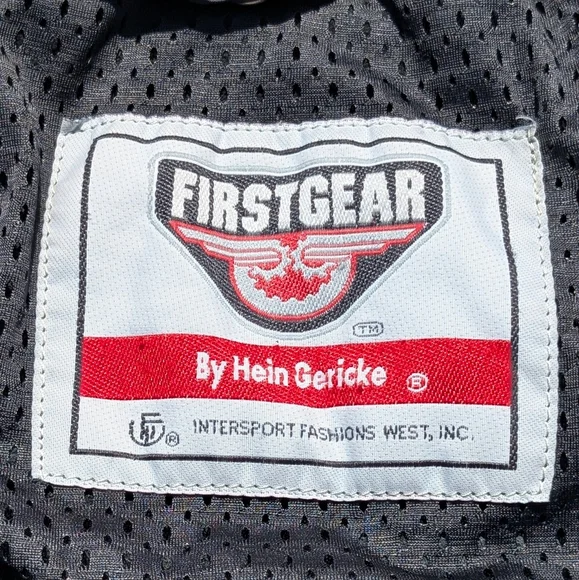 FIRSTGEAR
TM
By Hein Gericke ®
® INTERSPORT FASHIONS WEST, INC.